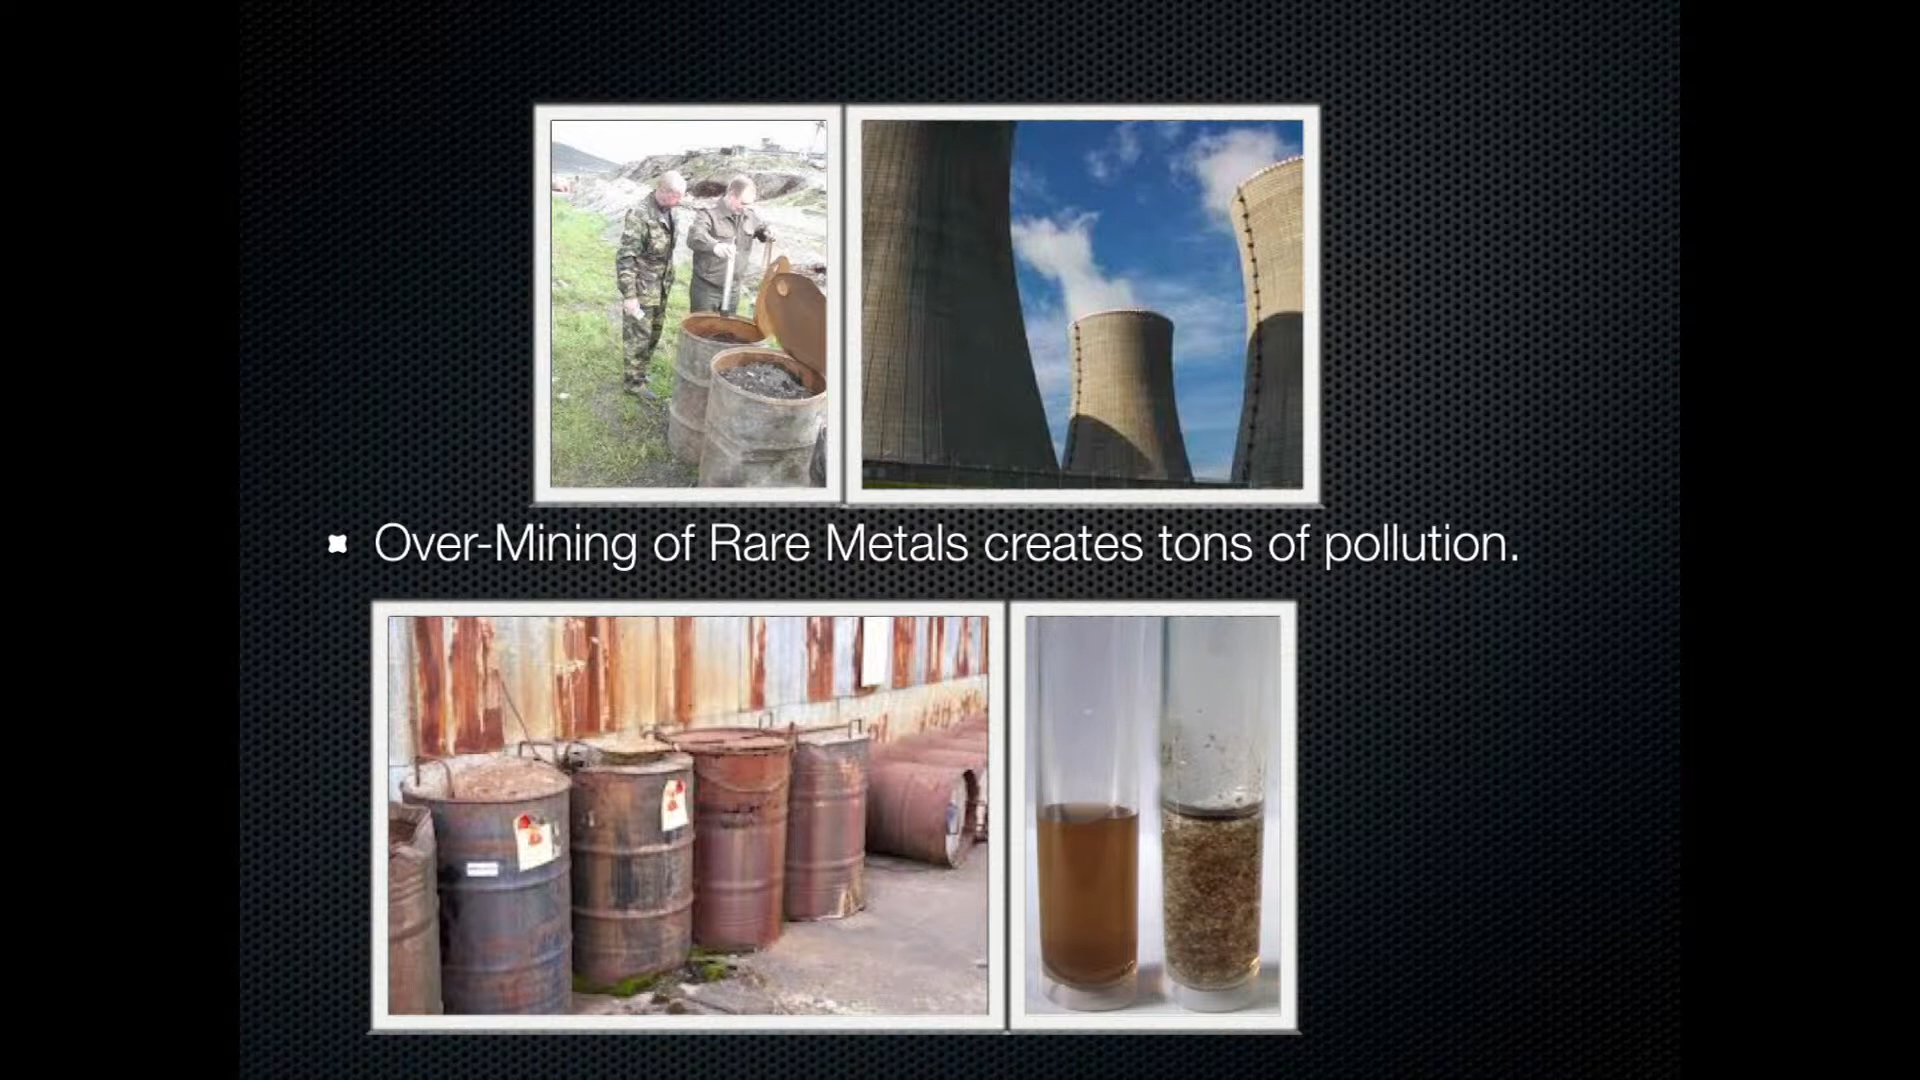 Over-Mining of Rare Metals creates tons of pollution.